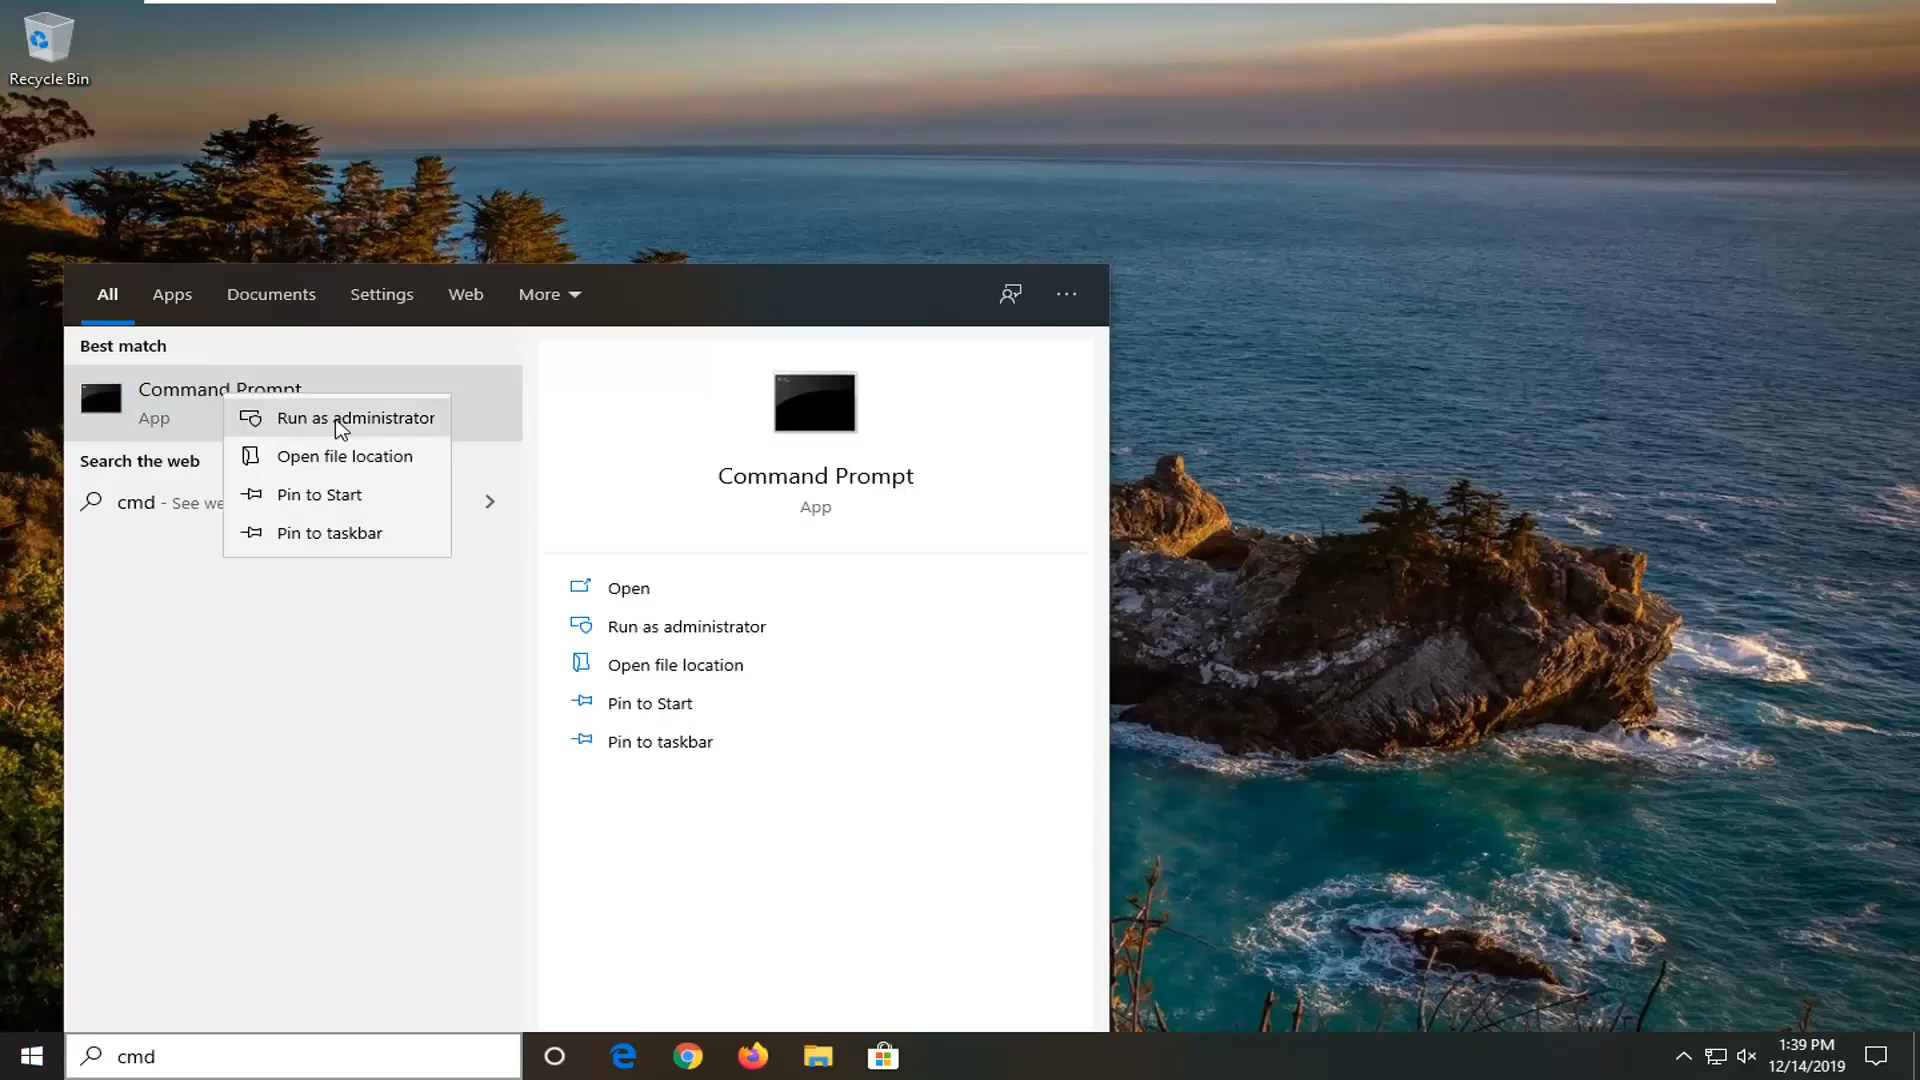 Recycle Bin
All Apps Documents Settings Web More
Best match
Command Prompt
App
Run as administrator
Open file location
Pin to Start
Pin to taskbar
Search the web
cmd - See we
Command Prompt
App
Open
Run as administrator
Open file location
Pin to Start
Pin to taskbar
cmd
1:39 PM
12/14/2019